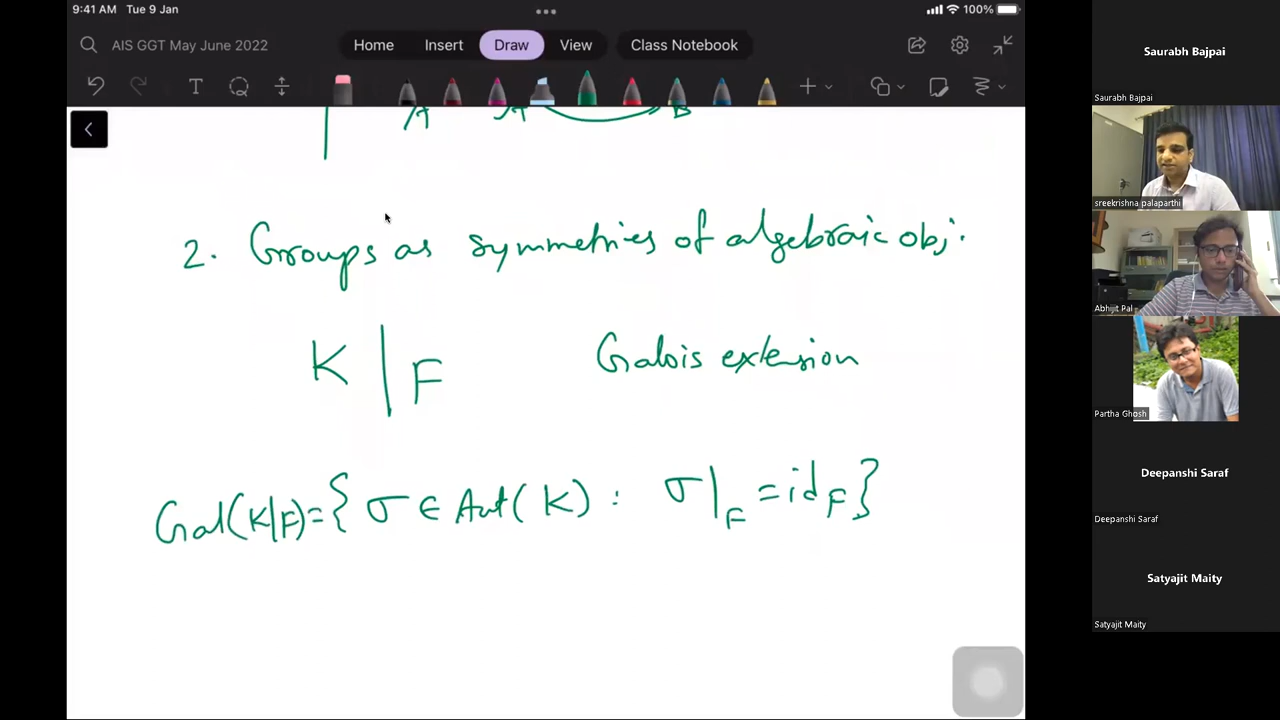 9:41 AM Tue 9 Jan
100%
AIS GGT May June 2022
Home Insert Draw View Class Notebook
T
A A B
2. Groups as symmetries of algebraic obj.
K | F Galois extension
Gal(K|F)={ σ ∈ Aut(K) : σ|_F = id_F }
Saurabh Bajpai
Saurabh Bajpai
sreekrishna palaparthi
Abhijit Pal
Partha Ghosh
Deepanshi Saraf
Deepanshi Saraf
Satyajit Maity
Satyajit Maity